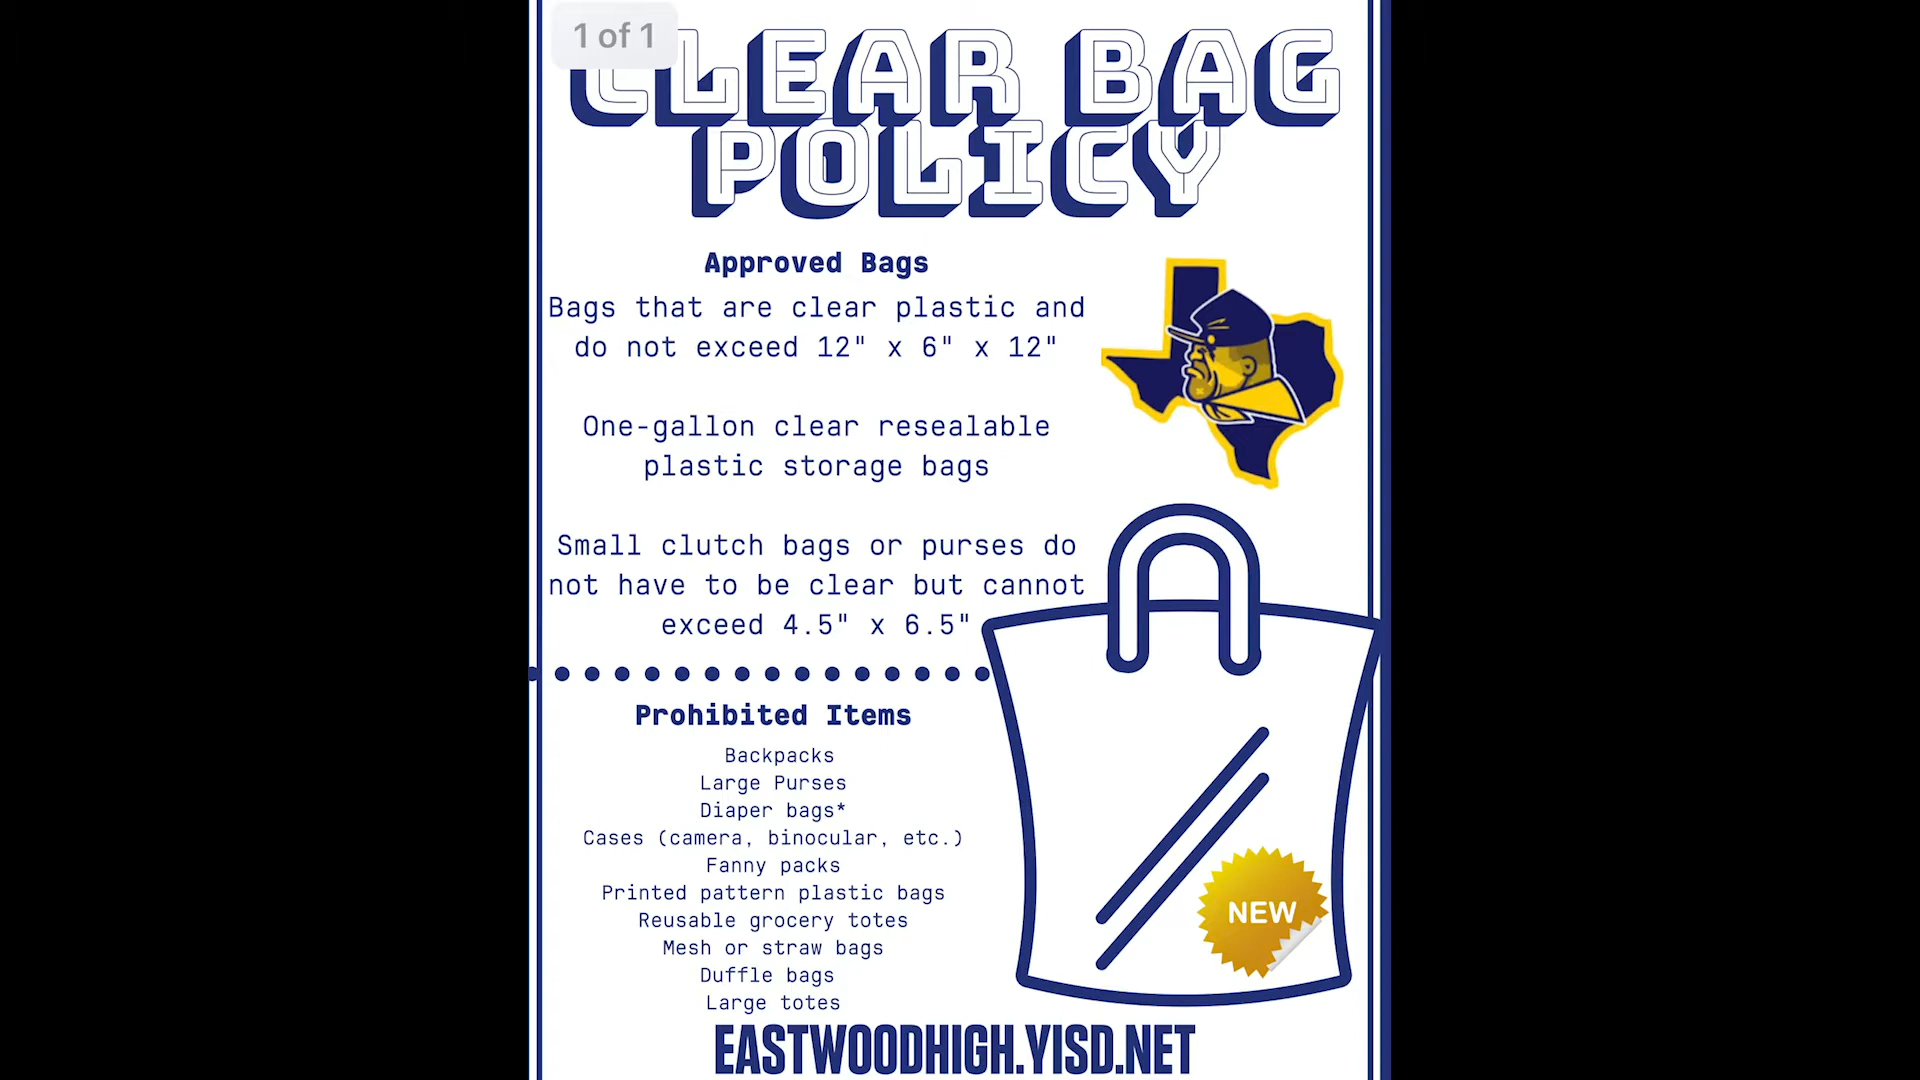 1 of 1
CLEAR BAG
POLICY
Approved Bags
Bags that are clear plastic and
do not exceed 12" x 6" x 12"
One-gallon clear resealable
plastic storage bags
Small clutch bags or purses do
not have to be clear but cannot
exceed 4.5" x 6.5"
Prohibited Items
Backpacks
Large Purses
Diaper bags*
Cases (camera, binocular, etc.)
Fanny packs
Printed pattern plastic bags
Reusable grocery totes
Mesh or straw bags
Duffle bags
Large totes
NEW
EASTWOODHIGH.YISD.NET